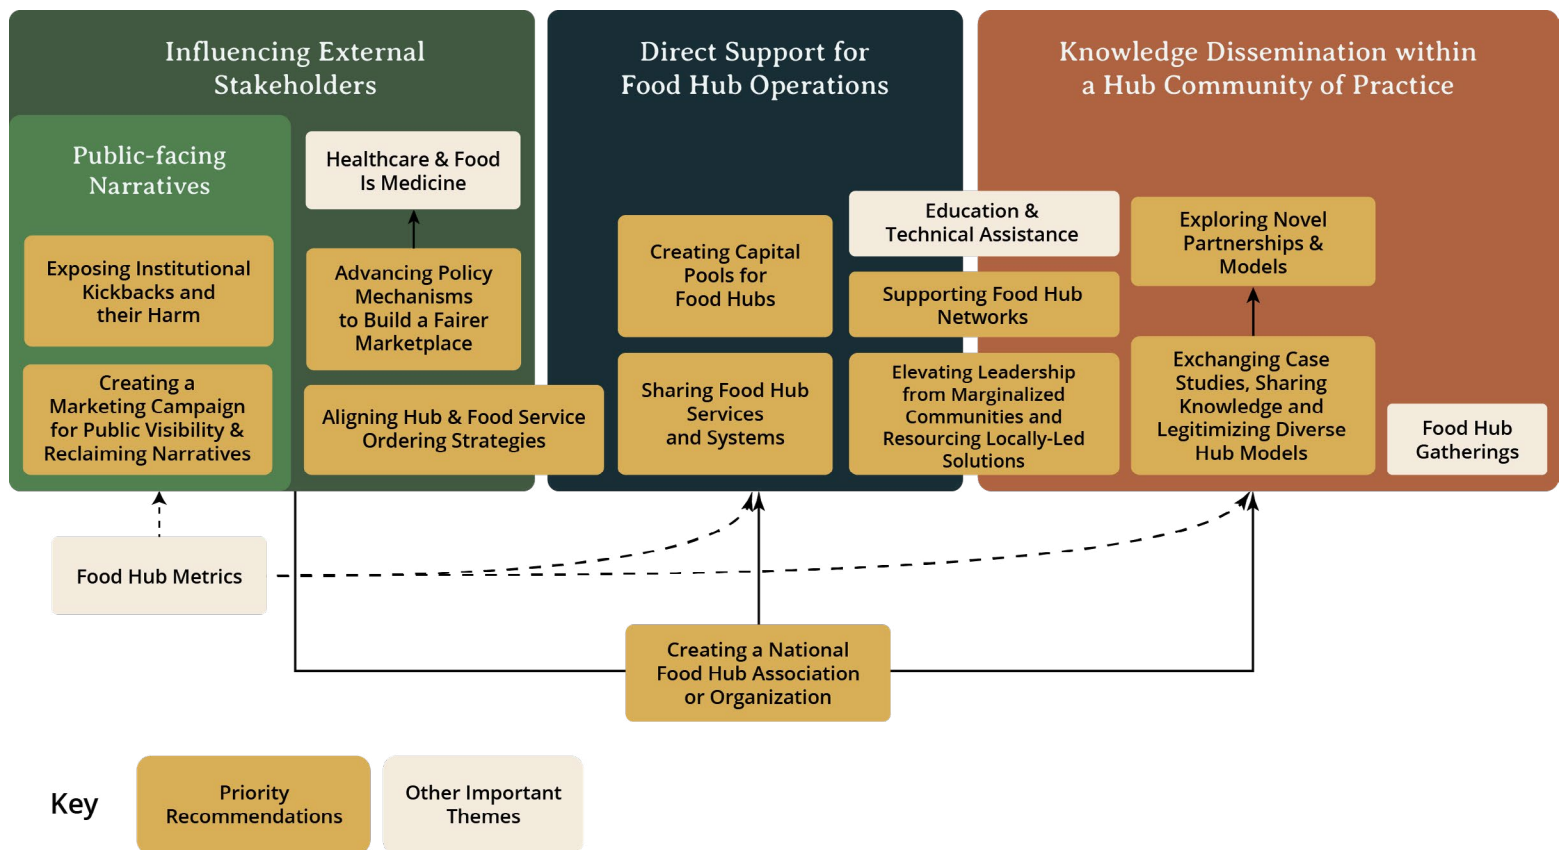 Influencing External
Stakeholders
Public-facing
Narratives
Exposing Institutional
Kickbacks and
their Harm
Creating a
Marketing Campaign
for Public Visibility &
Reclaiming Narratives
Healthcare & Food
Is Medicine
Advancing Policy
Mechanisms
to Build a Fairer
Marketplace
Aligning Hub & Food Service
Ordering Strategies
Direct Support for
Food Hub Operations
Creating Capital
Pools for
Food Hubs
Sharing Food Hub
Services
and Systems
Education &
Technical Assistance
Supporting Food Hub
Networks
Elevating Leadership
from Marginalized
Communities and
Resourcing Locally-Led
Solutions
Knowledge Dissemination within
a Hub Community of Practice
Exploring Novel
Partnerships &
Models
Exchanging Case
Studies, Sharing
Knowledge and
Legitimizing Diverse
Hub Models
Food Hub
Gatherings
Food Hub Metrics
Creating a National
Food Hub Association
or Organization
Key
Priority
Recommendations
Other Important
Themes